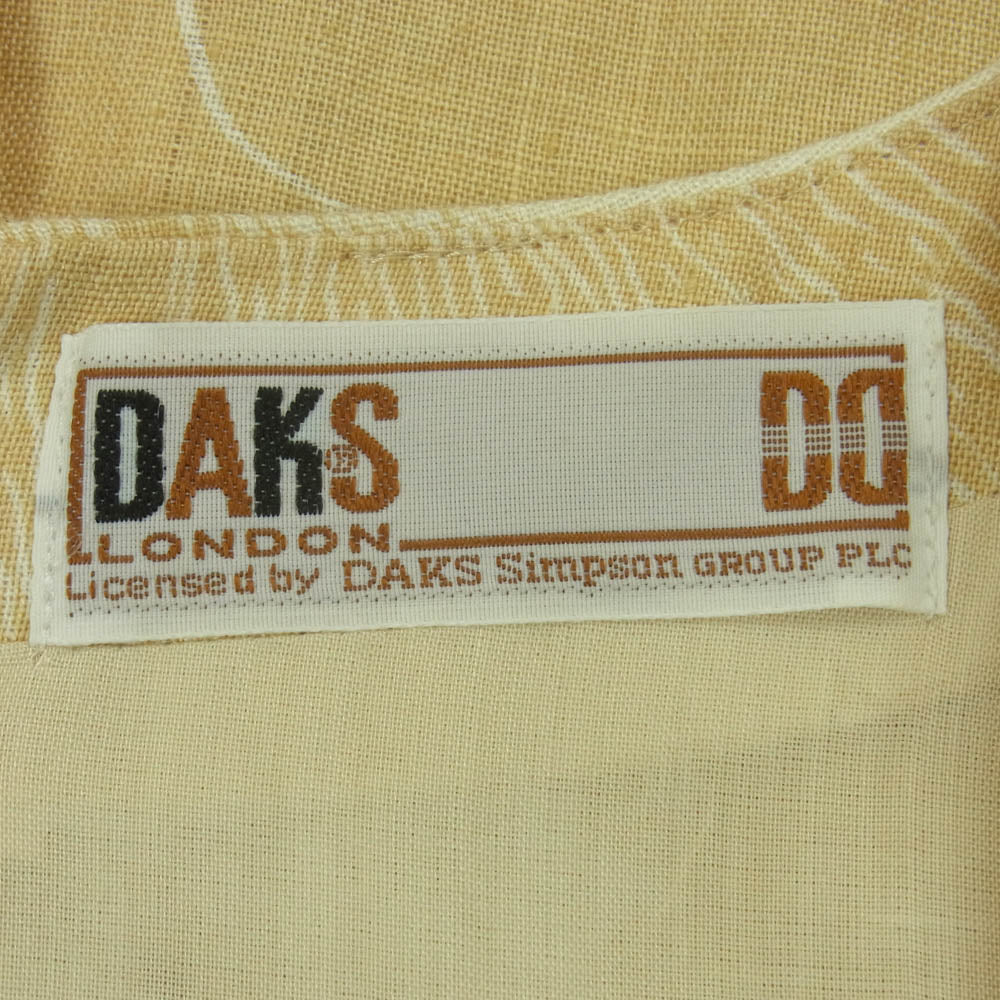 DAKS DD
LONDON
Licensed by DAKS Simpson GROUP PLC